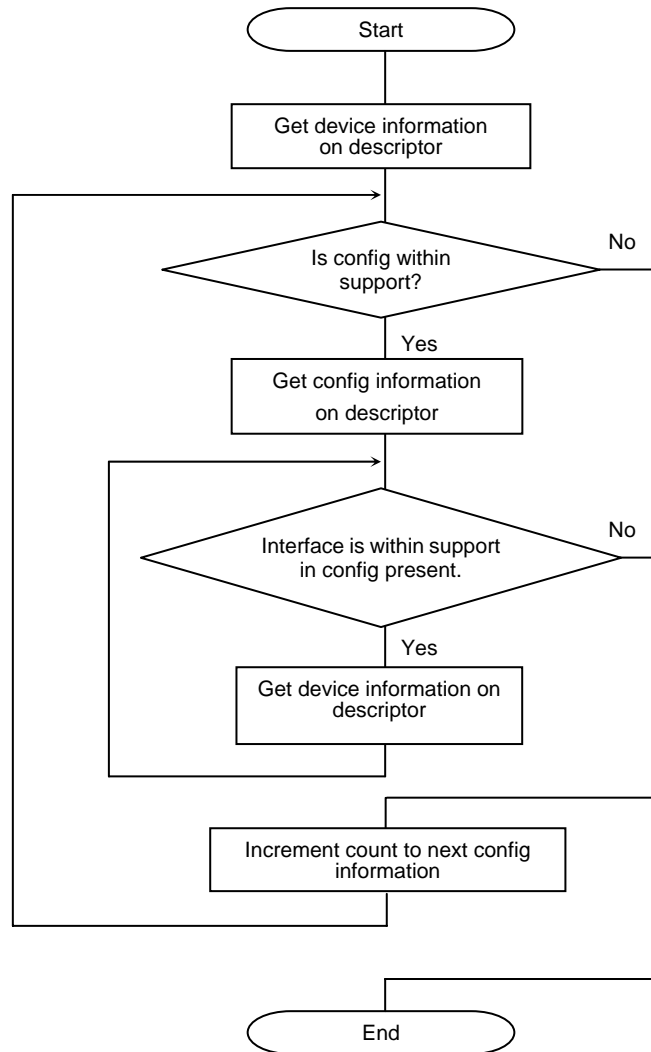 Start
Get device information
on descriptor
Is config within
support?
No
Yes
Get config information
on descriptor
Interface is within support
in config present.
No
Yes
Get device information on
descriptor
Increment count to next config
information
End